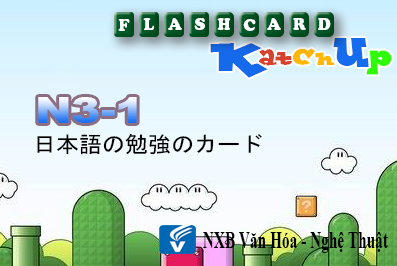 FLASHCARD
KatchUp
N3-1
日本語の勉強のカード
?
NXB Văn Hóa - Nghệ Thuật